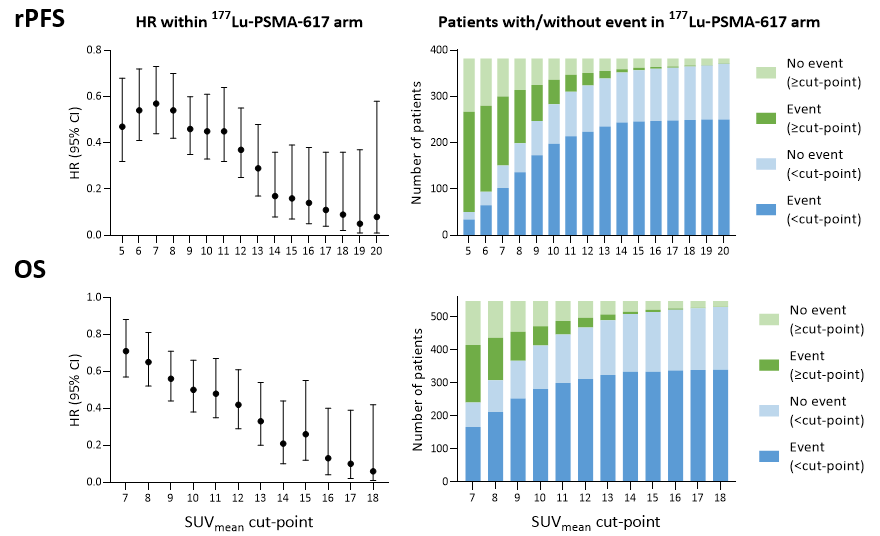 rPFS
HR within ¹⁷⁷Lu-PSMA-617 arm
Patients with/without event in ¹⁷⁷Lu-PSMA-617 arm
HR (95% CI)
0.8
0.6
0.4
0.2
0.0
5 6 7 8 9 10 11 12 13 14 15 16 17 18 19 20
Number of patients
400
300
200
100
0
5 6 7 8 9 10 11 12 13 14 15 16 17 18 19 20
No event
(≥cut-point)
Event
(≥cut-point)
No event
(<cut-point)
Event
(<cut-point)
OS
HR (95% CI)
1.0
0.8
0.6
0.4
0.2
0.0
7 8 9 10 11 12 13 14 15 16 17 18
SUVmean cut-point
Number of patients
500
400
300
200
100
0
7 8 9 10 11 12 13 14 15 16 17 18
SUVmean cut-point
No event
(≥cut-point)
Event
(≥cut-point)
No event
(<cut-point)
Event
(<cut-point)